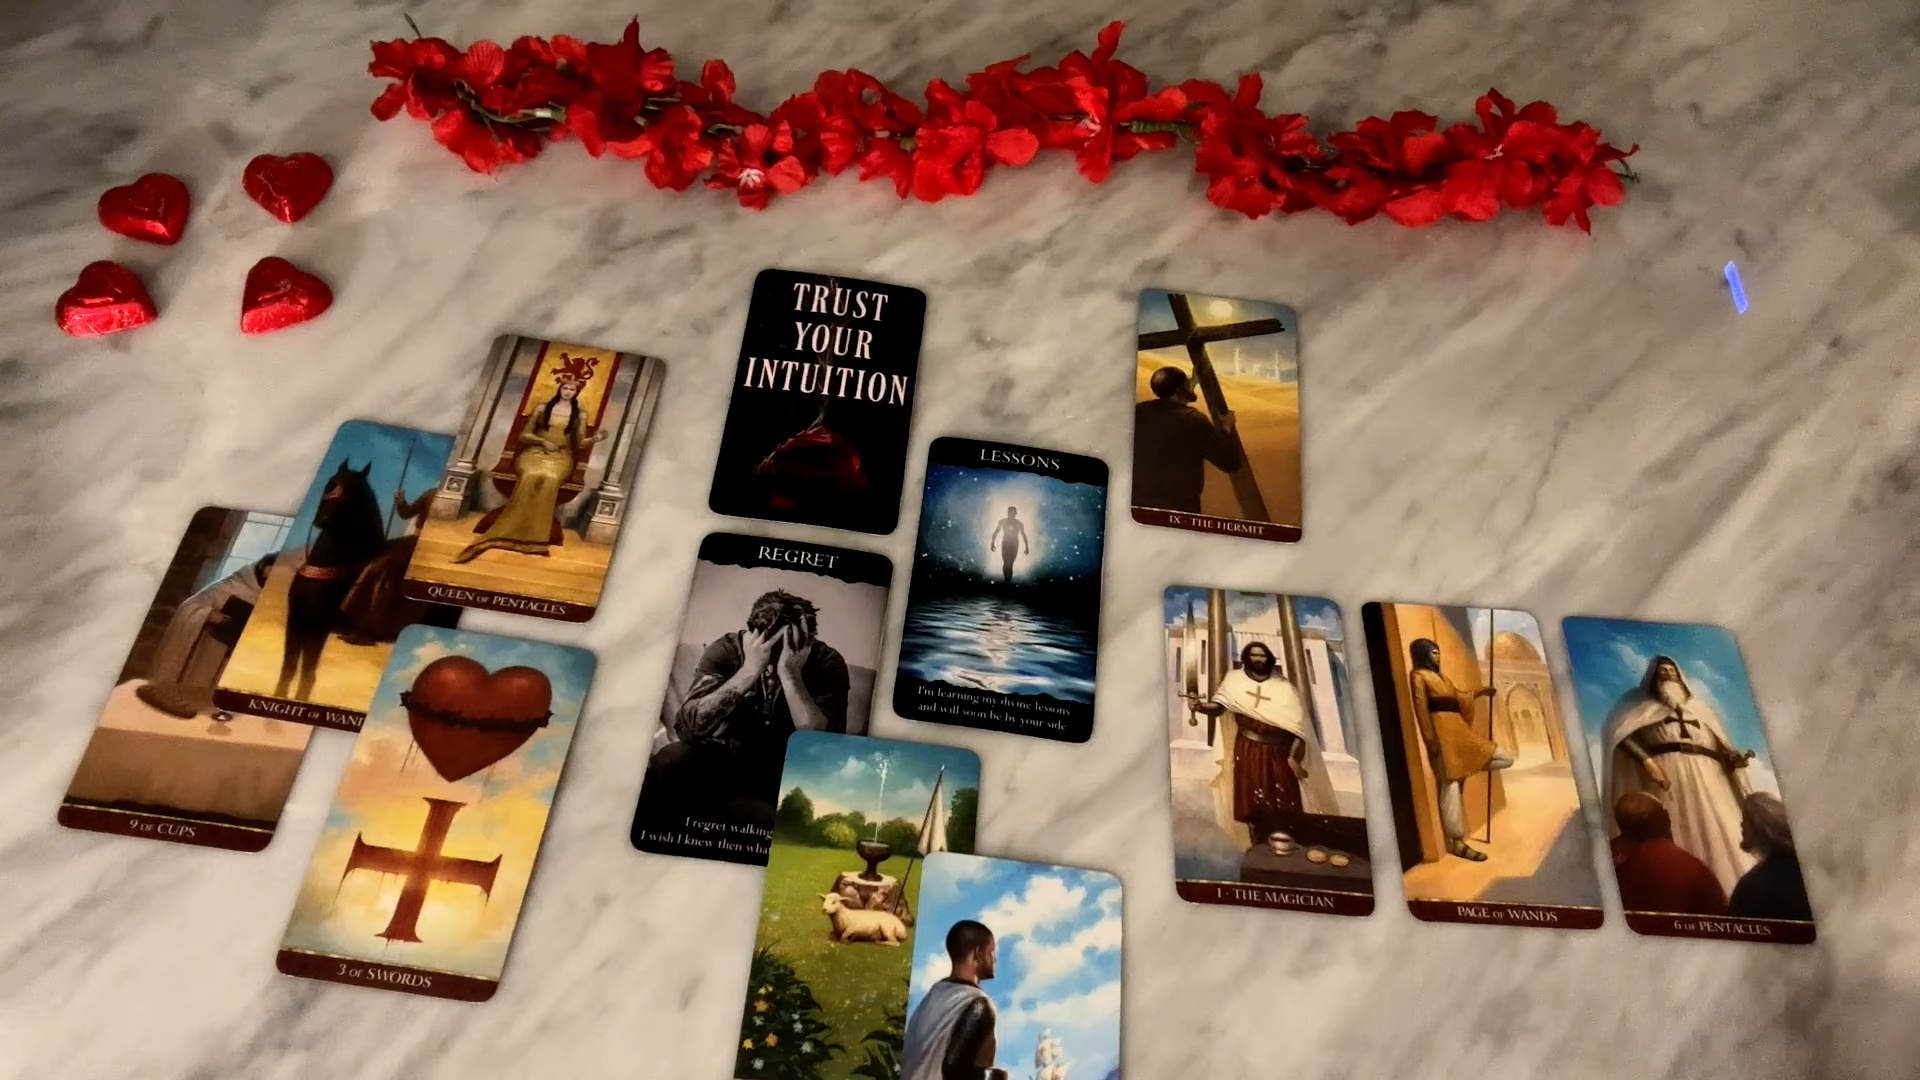 TRUST
YOUR
INTUITION
LESSONS
I'm learning my divine lessons
and will soon be by your side
REGRET
I regret walking
I wish I knew then
IX · THE HERMIT
QUEEN OF PENTACLES
KNIGHT OF
9 OF CUPS
3 OF SWORDS
I · THE MAGICIAN
PAGE OF WANDS
6 OF PENTACLES